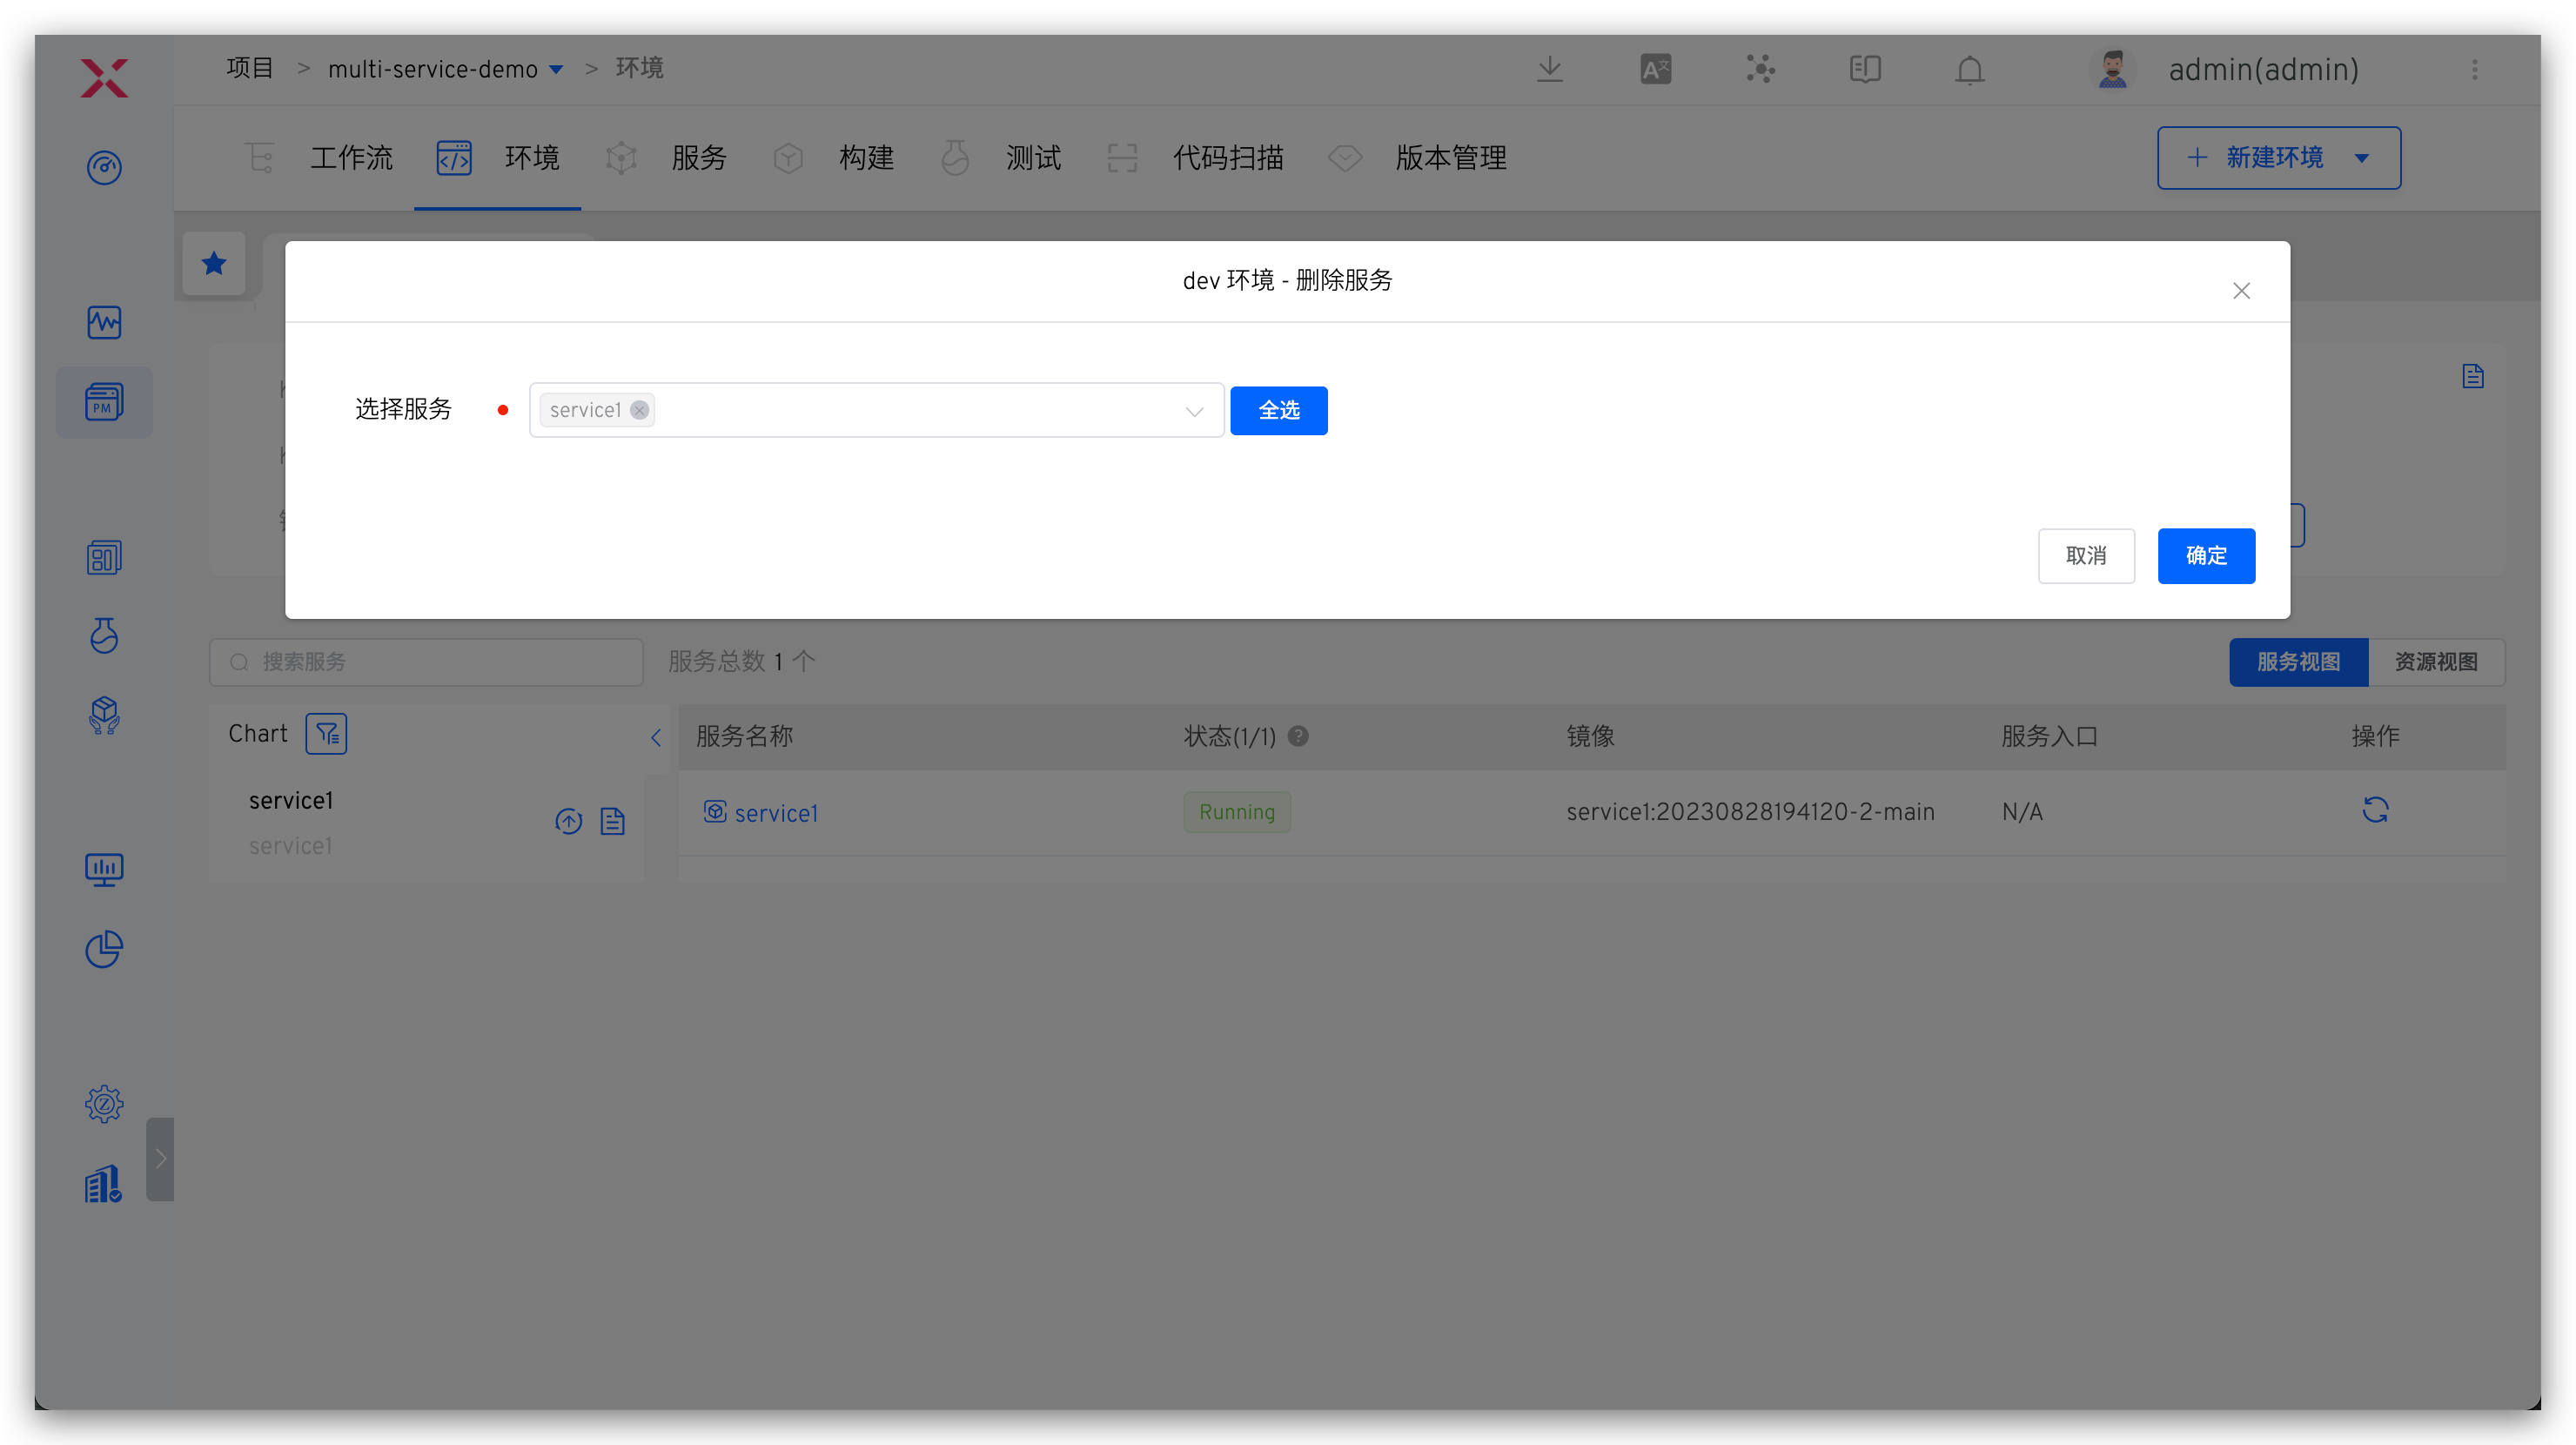 项目 > multi-service-demo > 环境
admin(admin)
工作流 环境 服务 构建 测试 代码扫描 版本管理
新建环境
PM
dev 环境 - 删除服务
选择服务 service1 全选
取消 确定
搜索服务 服务总数 1 个 服务视图 资源视图
Chart 服务名称 状态(1/1) 镜像 服务入口 操作
service1
service1
service1 Running service1:20230828194120-2-main N/A